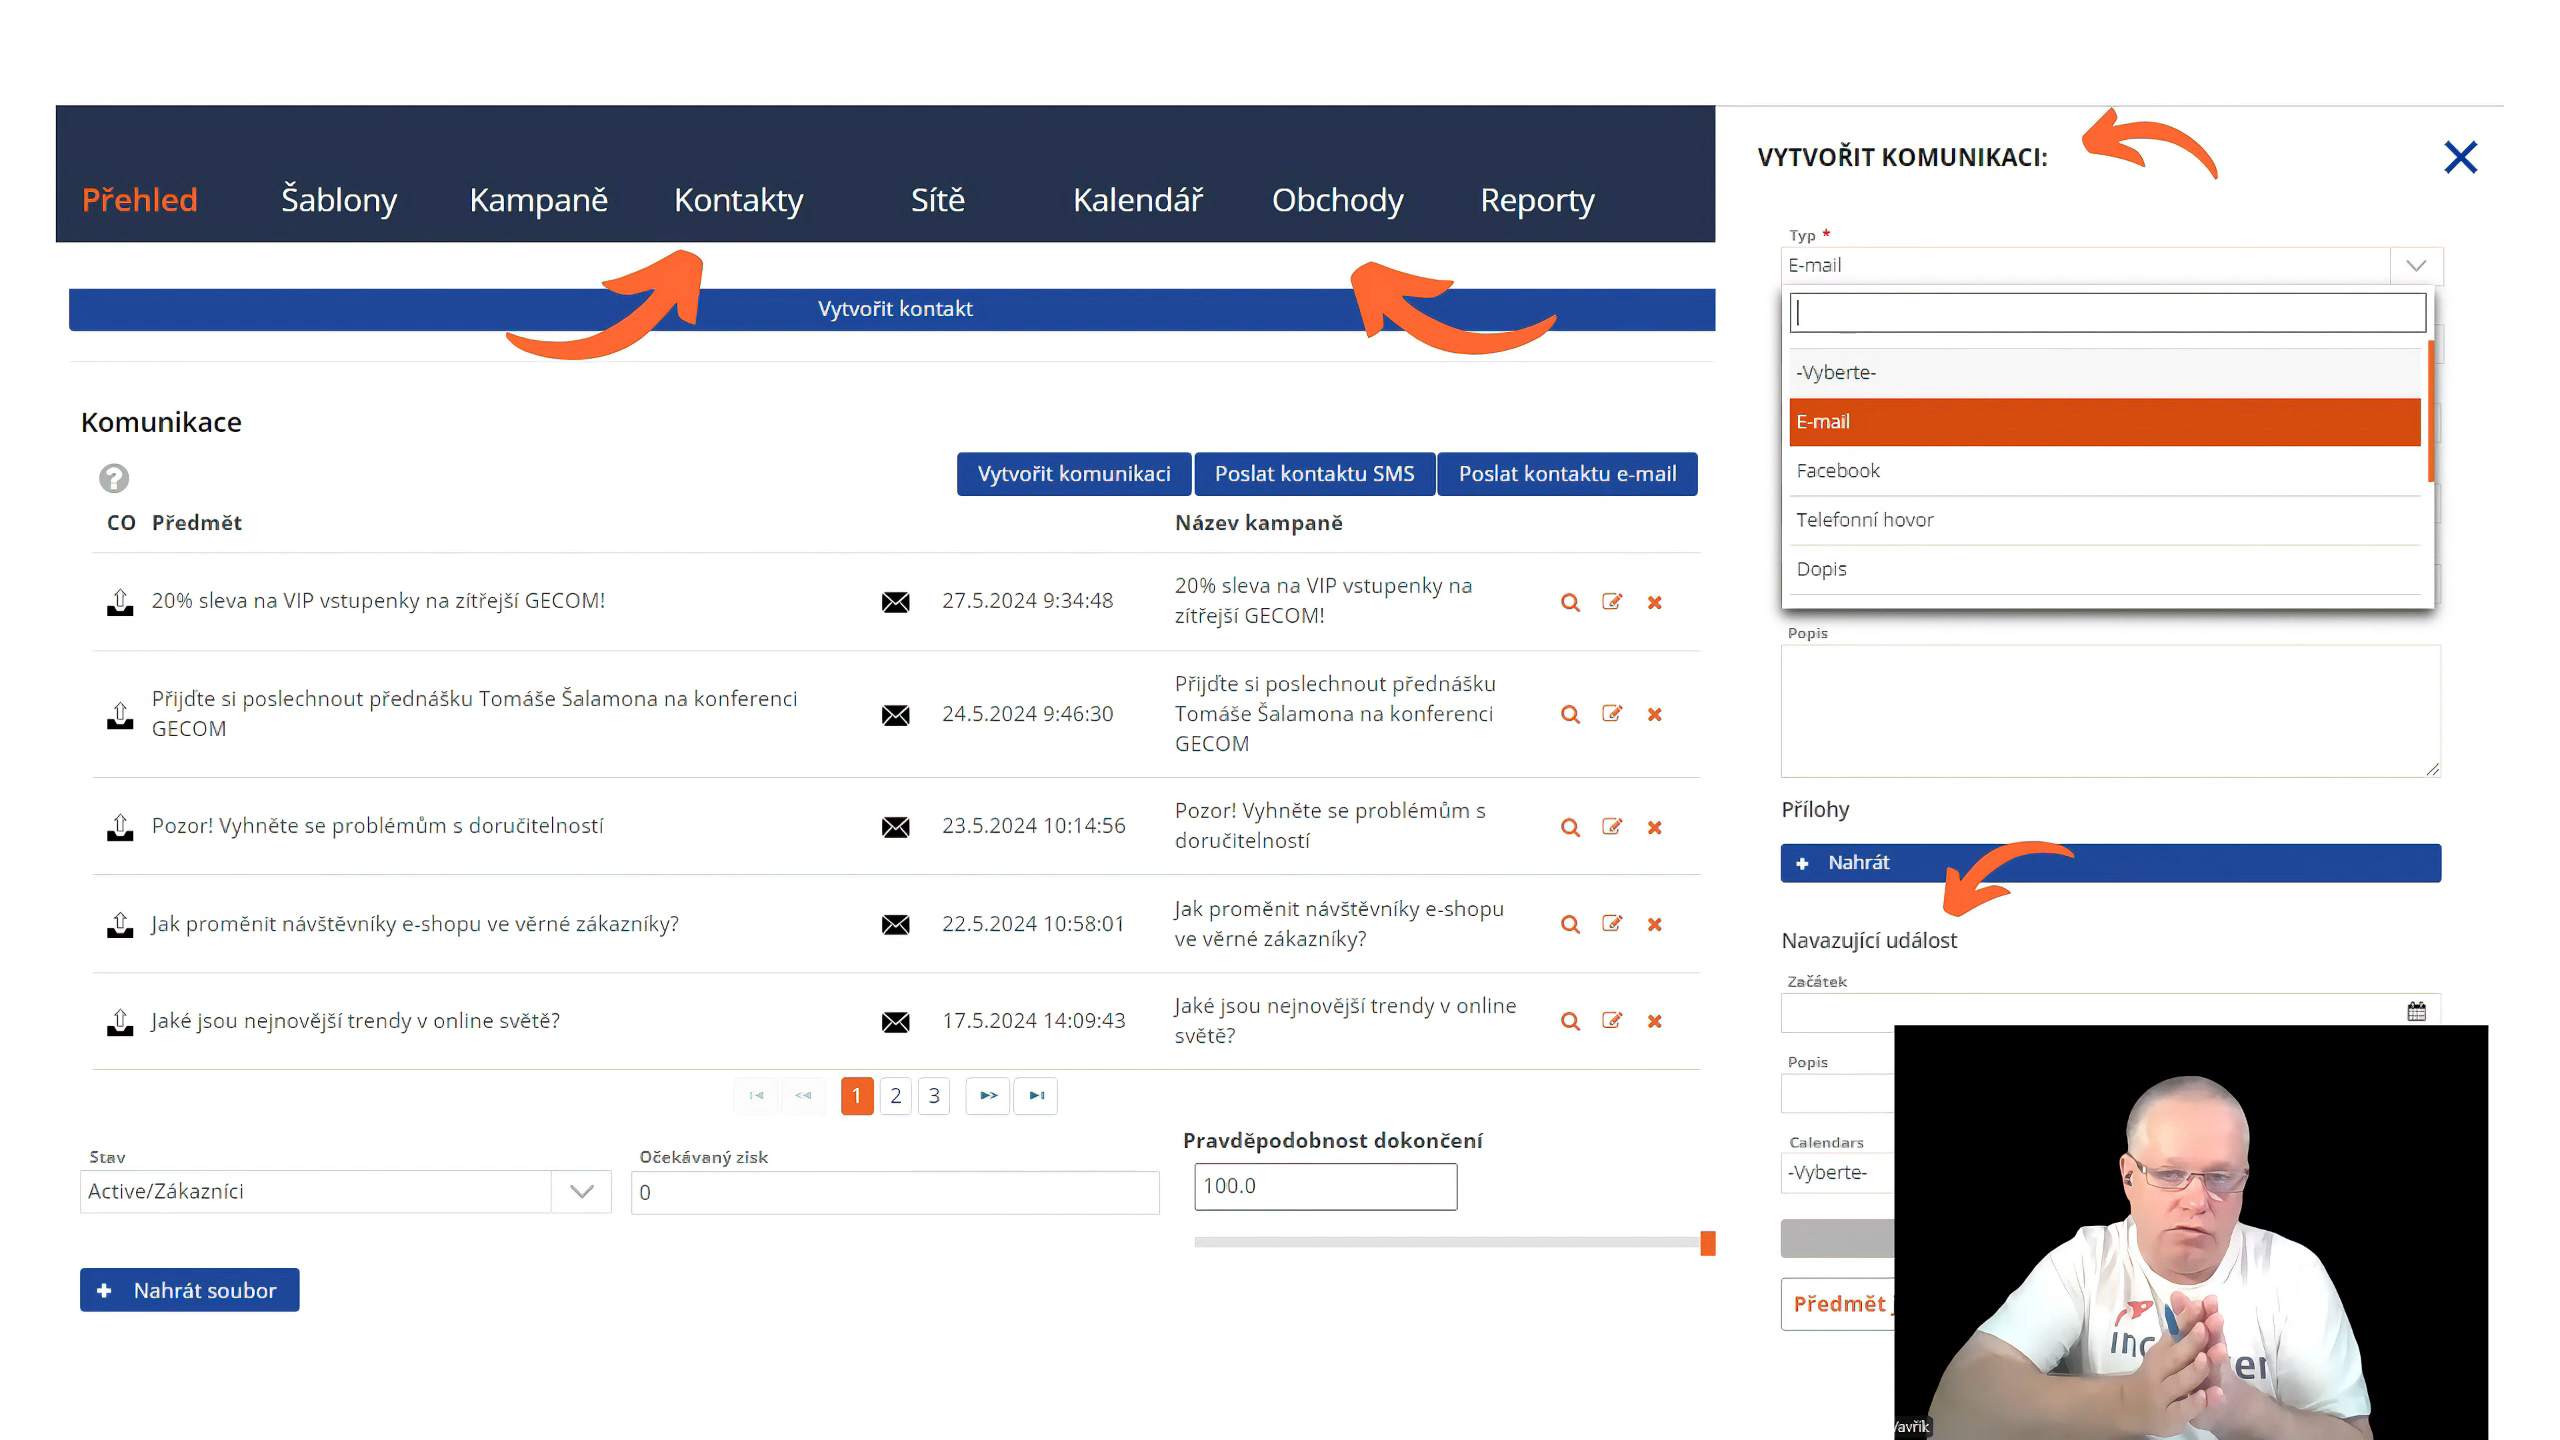 Přehled
Šablony
Kampaně
Kontakty
Sítě
Kalendář
Obchody
Reporty
Vytvořit kontakt
Komunikace
Vytvořit komunikaci
Poslat kontaktu SMS
Poslat kontaktu e-mail
CO
Předmět
Název kampaně
20% sleva na VIP vstupenky na zítřejší GECOM!
27.5.2024 9:34:48
20% sleva na VIP vstupenky na
zítřejší GECOM!
Přijďte si poslechnout přednášku Tomáše Šalamona na konferenci
GECOM
24.5.2024 9:46:30
Přijďte si poslechnout přednášku
Tomáše Šalamona na konferenci
GECOM
Pozor! Vyhněte se problémům s doručitelností
23.5.2024 10:14:56
Pozor! Vyhněte se problémům s
doručitelností
Jak proměnit návštěvníky e-shopu ve věrné zákazníky?
22.5.2024 10:58:01
Jak proměnit návštěvníky e-shopu
ve věrné zákazníky?
Jaké jsou nejnovější trendy v online světě?
17.5.2024 14:09:43
Jaké jsou nejnovější trendy v online
světě?
1
2
3
Stav
Active/Zákazníci
Očekávaný zisk
0
Pravděpodobnost dokončení
100.0
Nahrát soubor
VYTVOŘIT KOMUNIKACI:
Typ *
E-mail
-Vyberte-
E-mail
Facebook
Telefonní hovor
Dopis
Popis
Přílohy
Nahrát
Navazující událost
Začátek
Popis
Calendars
-Vyberte-
Předmět